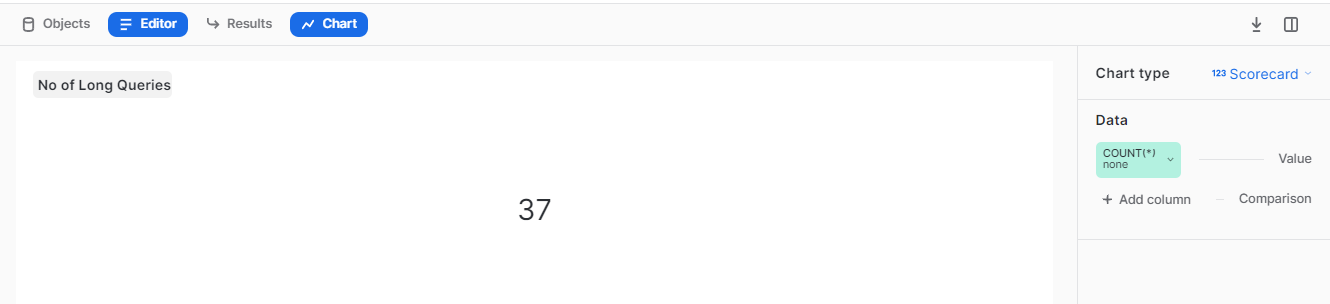 Objects
Editor
Results
Chart
No of Long Queries
37
Chart type
123 Scorecard
Data
COUNT(*)
none
Value
+ Add column
Comparison